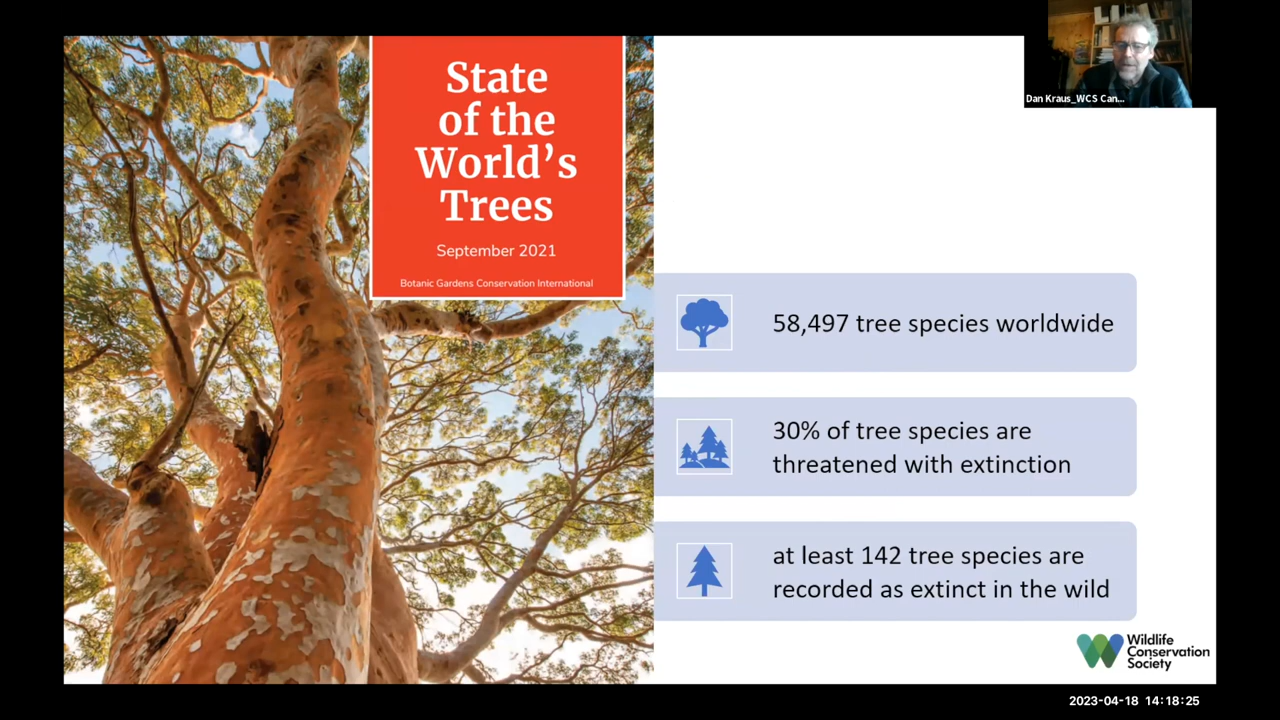 State
of the
World's
Trees
September 2021
Botanic Gardens Conservation International
58,497 tree species worldwide
30% of tree species are
threatened with extinction
at least 142 tree species are
recorded as extinct in the wild
Wildlife
Conservation
Society
Dan Kraus_WCS Can...
2023-04-18 14:18:25